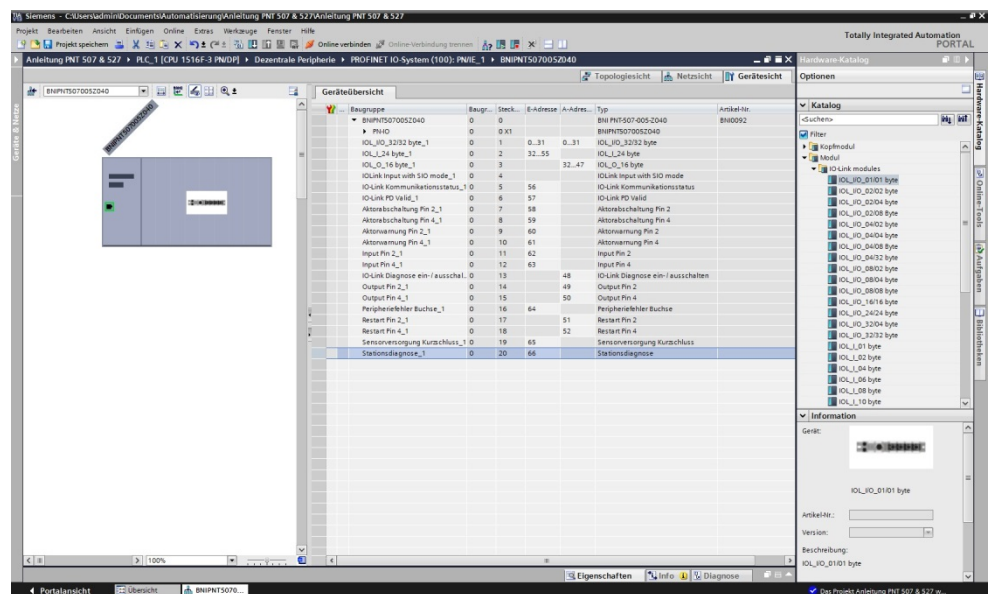 Siemens - C:\Users\admin\Documents\Automatisierung\Anleitung PNT 507 & 527\Anleitung PNT 507 & 527
Projekt Bearbeiten Ansicht Einfügen Online Extras Werkzeuge Fenster Hilfe
Totally Integrated Automation
PORTAL
Projekt speichern Online verbinden Online-Verbindung trennen
Anleitung PNT 507 & 527 PLC_1 [CPU 1516F-3 PN/DP] Dezentrale Peripherie PROFINET IO-System (100): PN/IE_1 BNIPNT507005Z040
Hardware-Katalog
Topologiesicht Netzsicht Gerätesicht
Optionen
BNIPNT507005Z040
Geräteübersicht
Baugruppe Baugr... Steck... E-Adresse A-Adres... Typ Artikel-Nr.
BNIPNT507005Z040 0 0 BNI PNT-507-005-Z040 BNI0092
PN-IO 0 0 X1 BNIPNT507005Z040
IOL_I/O_32/32 byte_1 0 1 0...31 0...31 IOL_I/O_32/32 byte
IOL_I_24 byte_1 0 2 32...55 IOL_I_24 byte
IOL_O_16 byte_1 0 3 32...47 IOL_O_16 byte
IOLink Input with SIO mode_1 0 4 IOLink Input with SIO mode
IO-Link Kommunikationsstatus_1 0 5 56 IO-Link Kommunikationsstatus
IO-Link PD Valid_1 0 6 57 IO-Link PD Valid
Aktorabschaltung Pin 2_1 0 7 58 Aktorabschaltung Pin 2
Aktorabschaltung Pin 4_1 0 8 59 Aktorabschaltung Pin 4
Aktorwarnung Pin 2_1 0 9 60 Aktorwarnung Pin 2
Aktorwarnung Pin 4_1 0 10 61 Aktorwarnung Pin 4
Input Pin 2_1 0 11 62 Input Pin 2
Input Pin 4_1 0 12 63 Input Pin 4
IO-Link Diagnose ein-/ ausschal.. 0 13 48 IO-Link Diagnose ein-/ ausschalten
Output Pin 2_1 0 14 49 Output Pin 2
Output Pin 4_1 0 15 50 Output Pin 4
Peripheriefehler Buchse_1 0 16 64 Peripheriefehler Buchse
Restart Pin 2_1 0 17 51 Restart Pin 2
Restart Pin 4_1 0 18 52 Restart Pin 4
Sensorversorgung Kurzschluss_1 0 19 65 Sensorversorgung Kurzschluss
Stationsdiagnose_1 0 20 66 Stationsdiagnose
BNIPNT507005Z040
Katalog
<Suchen>
Filter
Kopfmodul
Modul
IO-Link modules
IOL_I/O_01/01 byte
IOL_I/O_02/02 byte
IOL_I/O_02/04 byte
IOL_I/O_02/08 Byte
IOL_I/O_04/02 byte
IOL_I/O_04/04 byte
IOL_I/O_04/08 Byte
IOL_I/O_04/32 byte
IOL_I/O_08/02 byte
IOL_I/O_08/04 byte
IOL_I/O_08/08 byte
IOL_I/O_16/16 byte
IOL_I/O_24/24 byte
IOL_I/O_32/04 byte
IOL_I/O_32/32 byte
IOL_I_01 byte
IOL_I_02 byte
IOL_I_04 byte
IOL_I_06 byte
IOL_I_08 byte
IOL_I_10 byte
Information
Gerät:
IOL_I/O_01/01 byte
Artikel-Nr.:
Version:
Beschreibung:
IOL_I/O_01/01 byte
Geräte & Netze
Hardware-Katalog
Online-Tools
Aufgaben
Bibliotheken
100%
Eigenschaften Info Diagnose
Portalansicht Übersicht BNIPNT5070... Das Projekt Anleitung PNT 507 & 527 w...